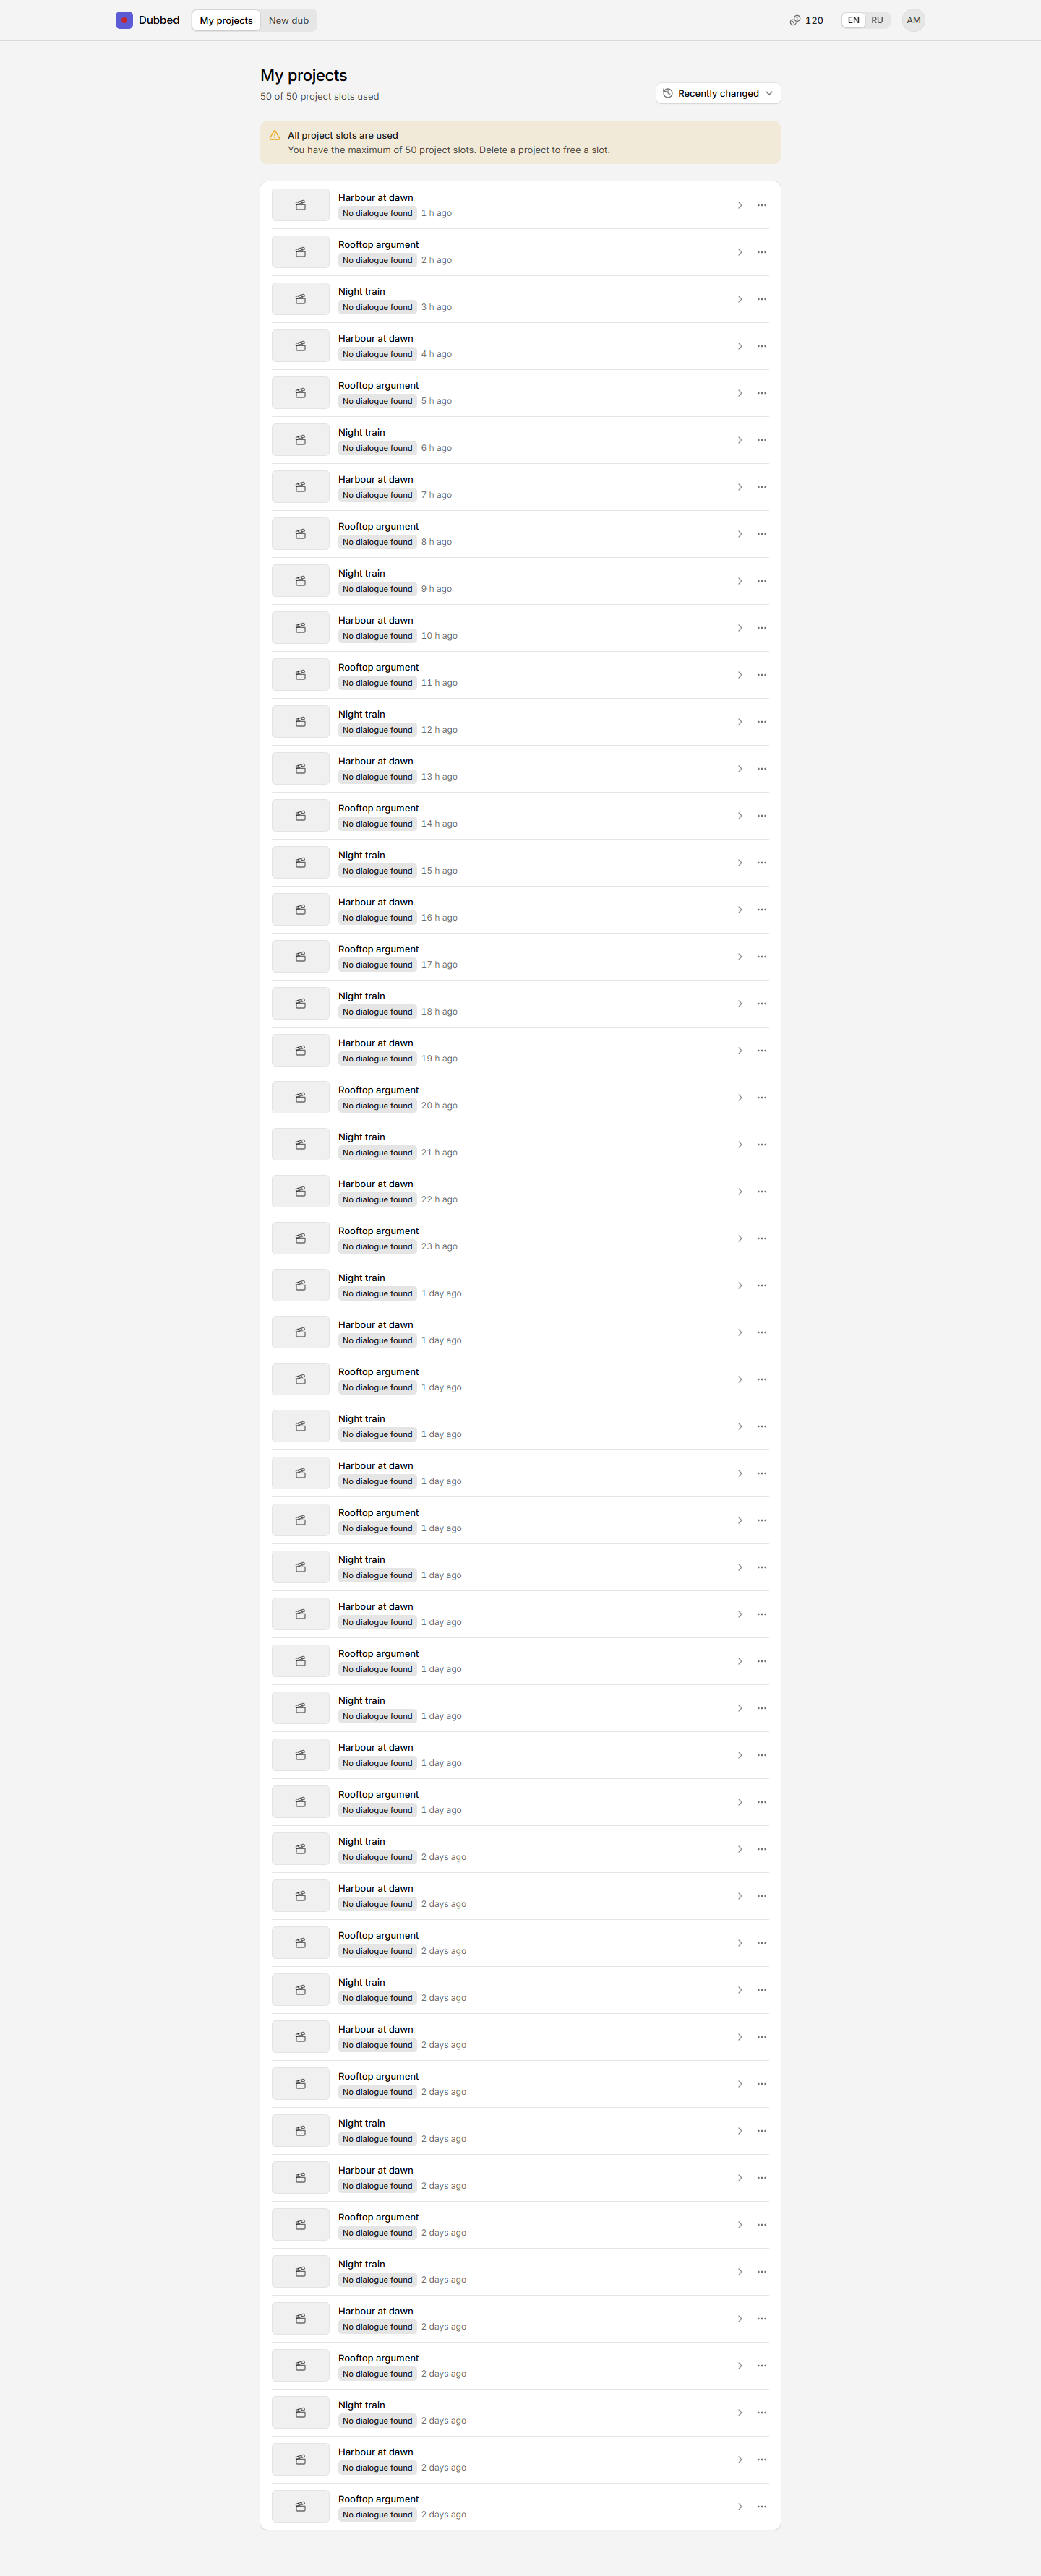 Dubbed My projects New dub 120 EN RU AM
My projects
50 of 50 project slots used
Recently changed
All project slots are used
You have the maximum of 50 project slots. Delete a project to free a slot.
Harbour at dawn
No dialogue found 1 h ago
Rooftop argument
No dialogue found 2 h ago
Night train
No dialogue found 3 h ago
Harbour at dawn
No dialogue found 4 h ago
Rooftop argument
No dialogue found 5 h ago
Night train
No dialogue found 6 h ago
Harbour at dawn
No dialogue found 7 h ago
Rooftop argument
No dialogue found 8 h ago
Night train
No dialogue found 9 h ago
Harbour at dawn
No dialogue found 10 h ago
Rooftop argument
No dialogue found 11 h ago
Night train
No dialogue found 12 h ago
Harbour at dawn
No dialogue found 13 h ago
Rooftop argument
No dialogue found 14 h ago
Night train
No dialogue found 15 h ago
Harbour at dawn
No dialogue found 16 h ago
Rooftop argument
No dialogue found 17 h ago
Night train
No dialogue found 18 h ago
Harbour at dawn
No dialogue found 19 h ago
Rooftop argument
No dialogue found 20 h ago
Night train
No dialogue found 21 h ago
Harbour at dawn
No dialogue found 22 h ago
Rooftop argument
No dialogue found 23 h ago
Night train
No dialogue found 1 day ago
Harbour at dawn
No dialogue found 1 day ago
Rooftop argument
No dialogue found 1 day ago
Night train
No dialogue found 1 day ago
Harbour at dawn
No dialogue found 1 day ago
Rooftop argument
No dialogue found 1 day ago
Night train
No dialogue found 1 day ago
Harbour at dawn
No dialogue found 1 day ago
Rooftop argument
No dialogue found 1 day ago
Night train
No dialogue found 1 day ago
Harbour at dawn
No dialogue found 1 day ago
Rooftop argument
No dialogue found 1 day ago
Night train
No dialogue found 2 days ago
Harbour at dawn
No dialogue found 2 days ago
Rooftop argument
No dialogue found 2 days ago
Night train
No dialogue found 2 days ago
Harbour at dawn
No dialogue found 2 days ago
Rooftop argument
No dialogue found 2 days ago
Night train
No dialogue found 2 days ago
Harbour at dawn
No dialogue found 2 days ago
Rooftop argument
No dialogue found 2 days ago
Night train
No dialogue found 2 days ago
Harbour at dawn
No dialogue found 2 days ago
Rooftop argument
No dialogue found 2 days ago
Night train
No dialogue found 2 days ago
Harbour at dawn
No dialogue found 2 days ago
Rooftop argument
No dialogue found 2 days ago